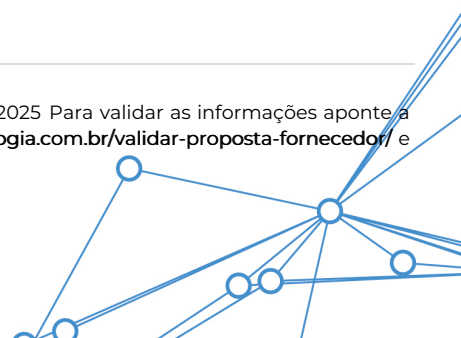 2025 Para validar as informações aponte a
ogia.com.br/validar-proposta-fornecedor/ e